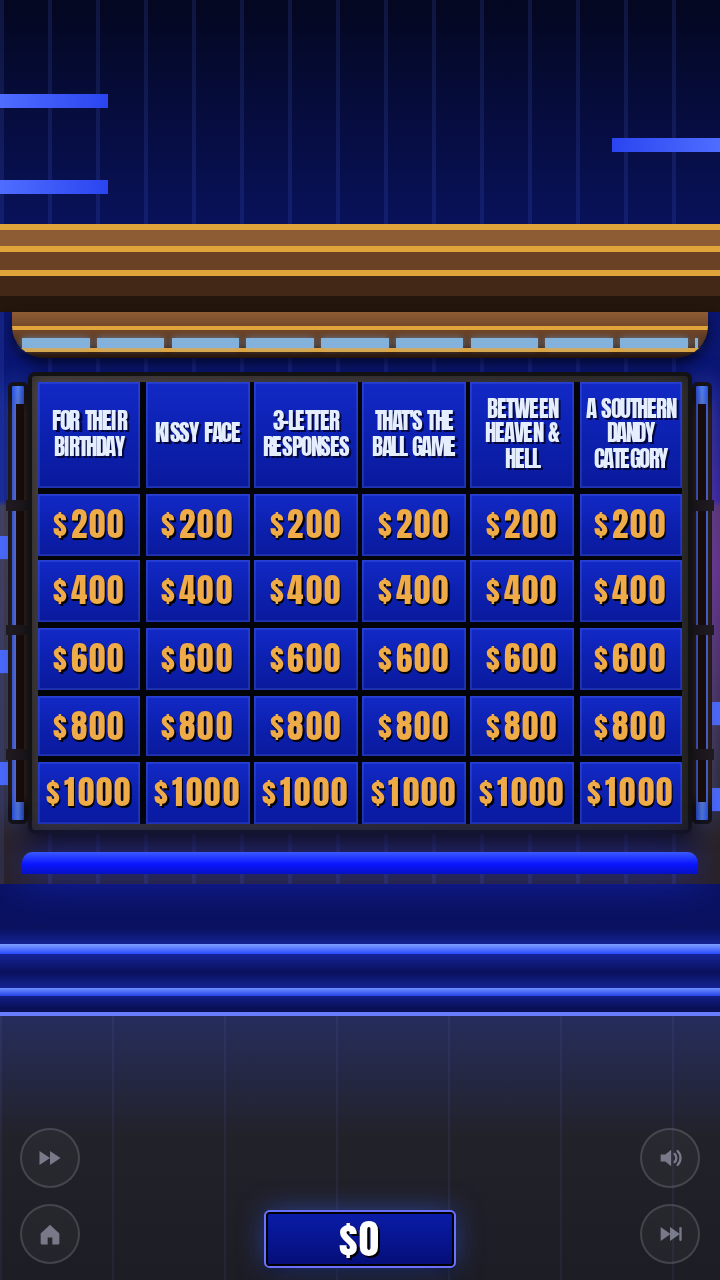 FOR THEIR
BIRTHDAY
KISSY FACE
3-LETTER
RESPONSES
THAT'S THE
BALL GAME
BETWEEN
HEAVEN &
HELL
A SOUTHERN
DANDY
CATEGORY
$200 $200 $200 $200 $200 $200
$400 $400 $400 $400 $400 $400
$600 $600 $600 $600 $600 $600
$800 $800 $800 $800 $800 $800
$1000 $1000 $1000 $1000 $1000 $1000
$0